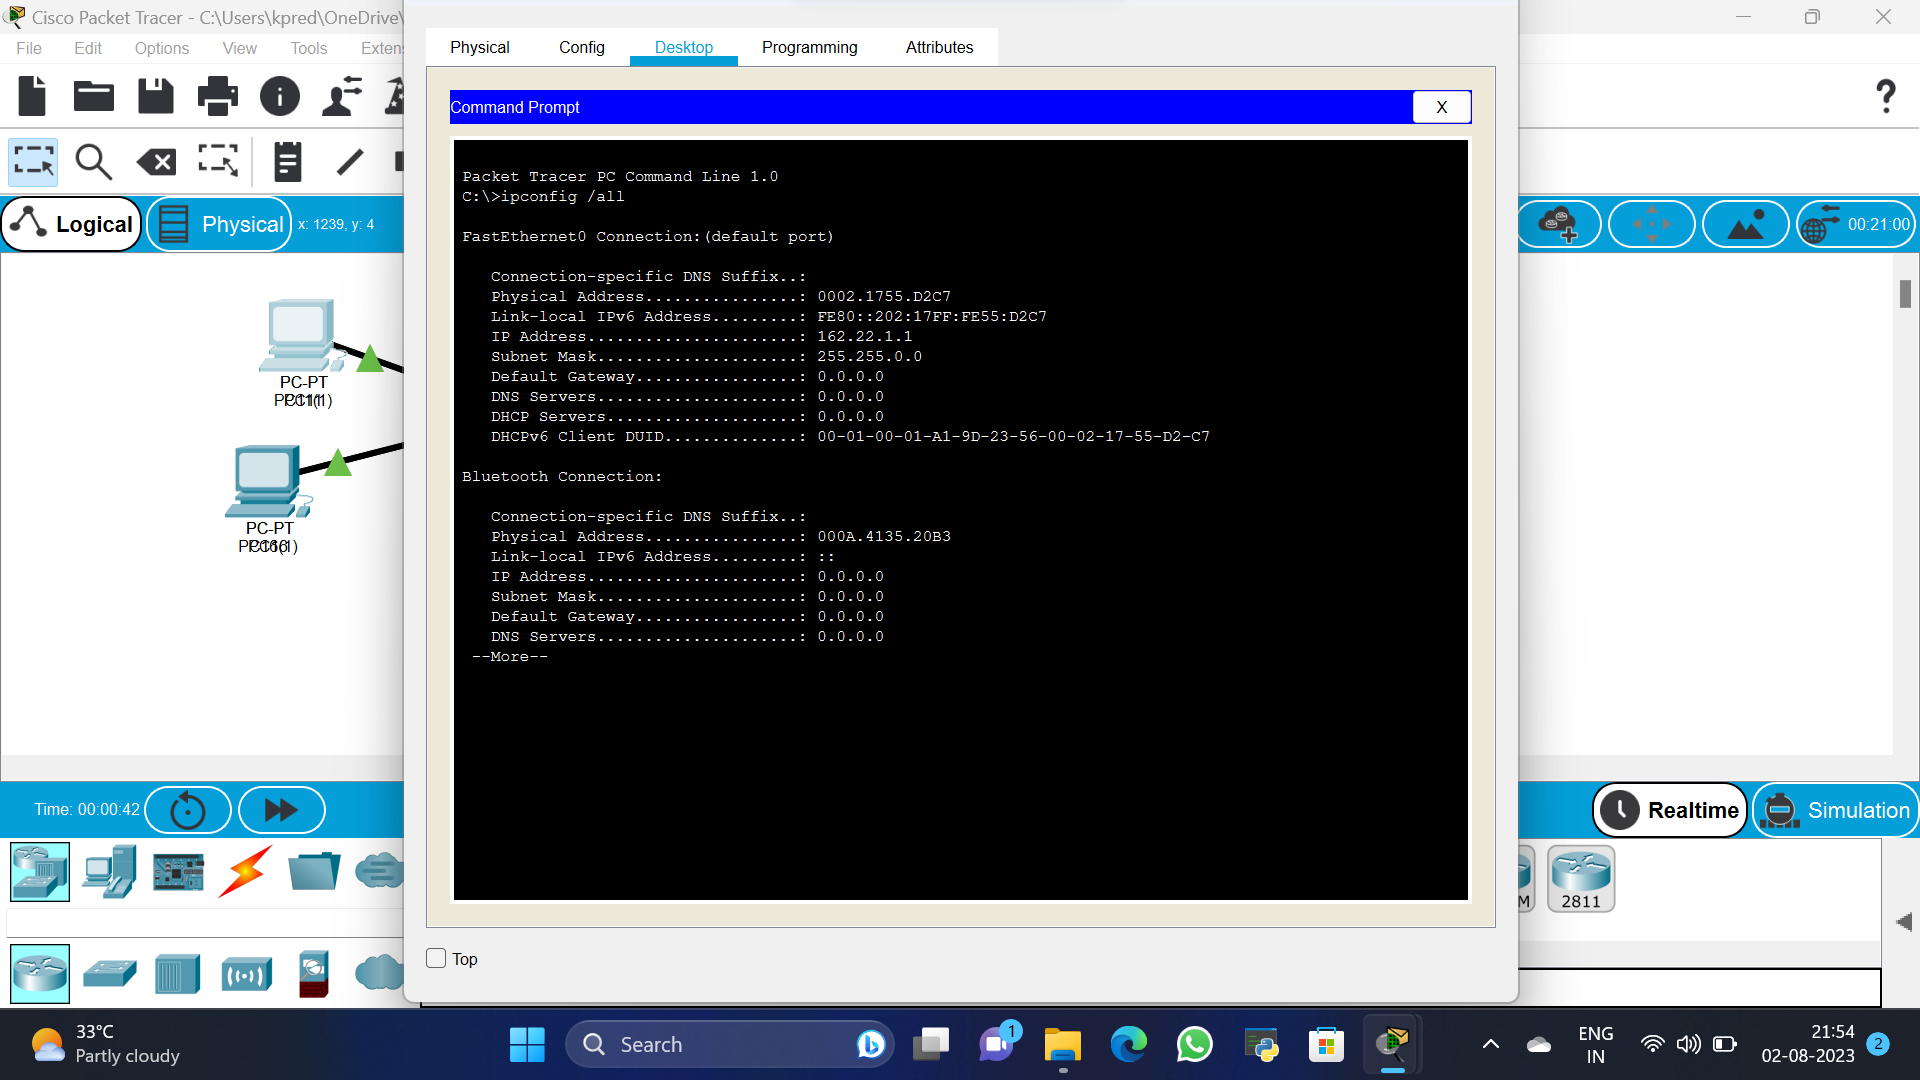 Cisco Packet Tracer - C:\Users\kpred\OneDrive\
File Edit Options View Tools Exten
Physical Config Desktop Programming Attributes
Command Prompt
X
Logical
Physical
x: 1239, y: 4
00:21:00
Packet Tracer PC Command Line 1.0
C:\>ipconfig /all
FastEthernet0 Connection:(default port)
Connection-specific DNS Suffix..:
Physical Address................: 0002.1755.D2C7
Link-local IPv6 Address.........: FE80::202:17FF:FE55:D2C7
IP Address......................: 162.22.1.1
Subnet Mask.....................: 255.255.0.0
Default Gateway.................: 0.0.0.0
DNS Servers.....................: 0.0.0.0
DHCP Servers....................: 0.0.0.0
DHCPv6 Client DUID..............: 00-01-00-01-A1-9D-23-56-00-02-17-55-D2-C7
Bluetooth Connection:
Connection-specific DNS Suffix..:
Physical Address................: 000A.4135.20B3
Link-local IPv6 Address.........: ::
IP Address......................: 0.0.0.0
Subnet Mask.....................: 0.0.0.0
Default Gateway.................: 0.0.0.0
DNS Servers.....................: 0.0.0.0
--More--
PC-PT
PC-PT
Top
Time: 00:00:42
Realtime
Simulation
M
2811
33°C
Partly cloudy
Search
1
ENG
IN
21:54
02-08-2023
2